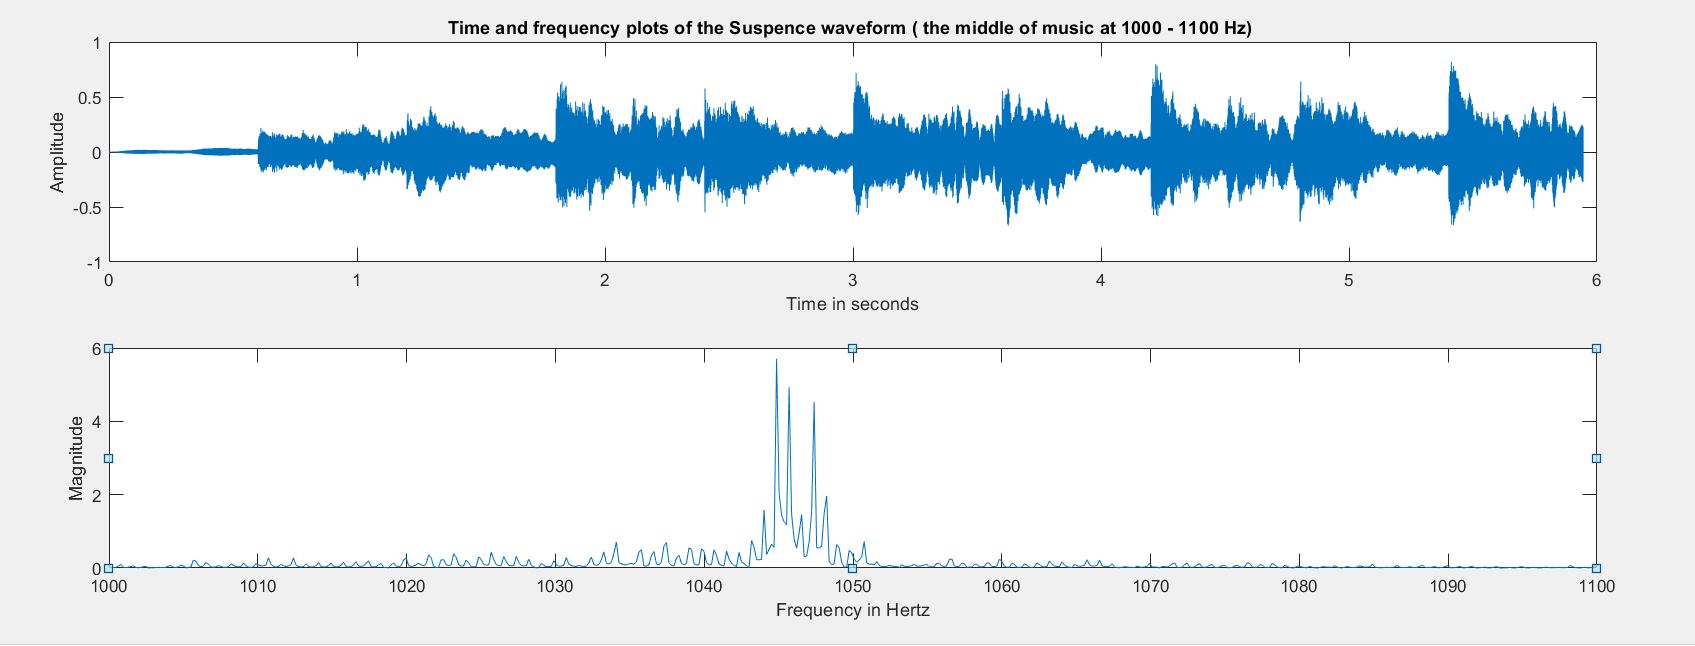 Time and frequency plots of the Suspence waveform ( the middle of music at 1000 - 1100 Hz)
1
0.5
0
-0.5
-1
Amplitude
0 1 2 3 4 5 6
Time in seconds
6
4
2
0
Magnitude
1000 1010 1020 1030 1040 1050 1060 1070 1080 1090 1100
Frequency in Hertz